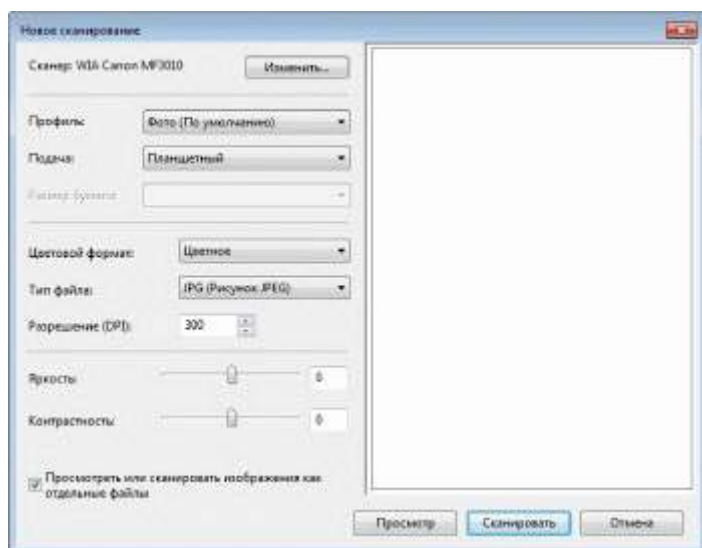 Новое сканирование
Сканер: WIA Canon MF3010
Изменить...
Профиль:
Фото (По умолчанию)
Подача:
Планшетный
Размер бумаги:
Цветовой формат:
Цветное
Тип файла:
JPG (Рисунок JPEG)
Разрешение (DPI):
300
Яркость:
0
Контрастность:
0
Просмотреть или сканировать изображения как
отдельные файлы
Просмотр
Сканировать
Отмена